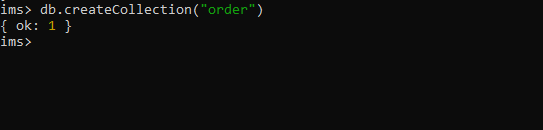 ims> db.createCollection("order")
{ ok: 1 }
ims>